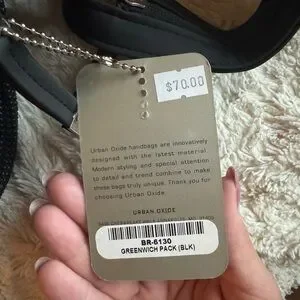 $70.00
Urban Oxide handbags are innovatively
designed with the latest material.
Modern styling and special attention
to detail and trend combine to make
these bags truly unique. Thank you for
choosing Urban Oxide.
URBAN OXIDE
BR-6130
GREENWICH PACK (BLK)